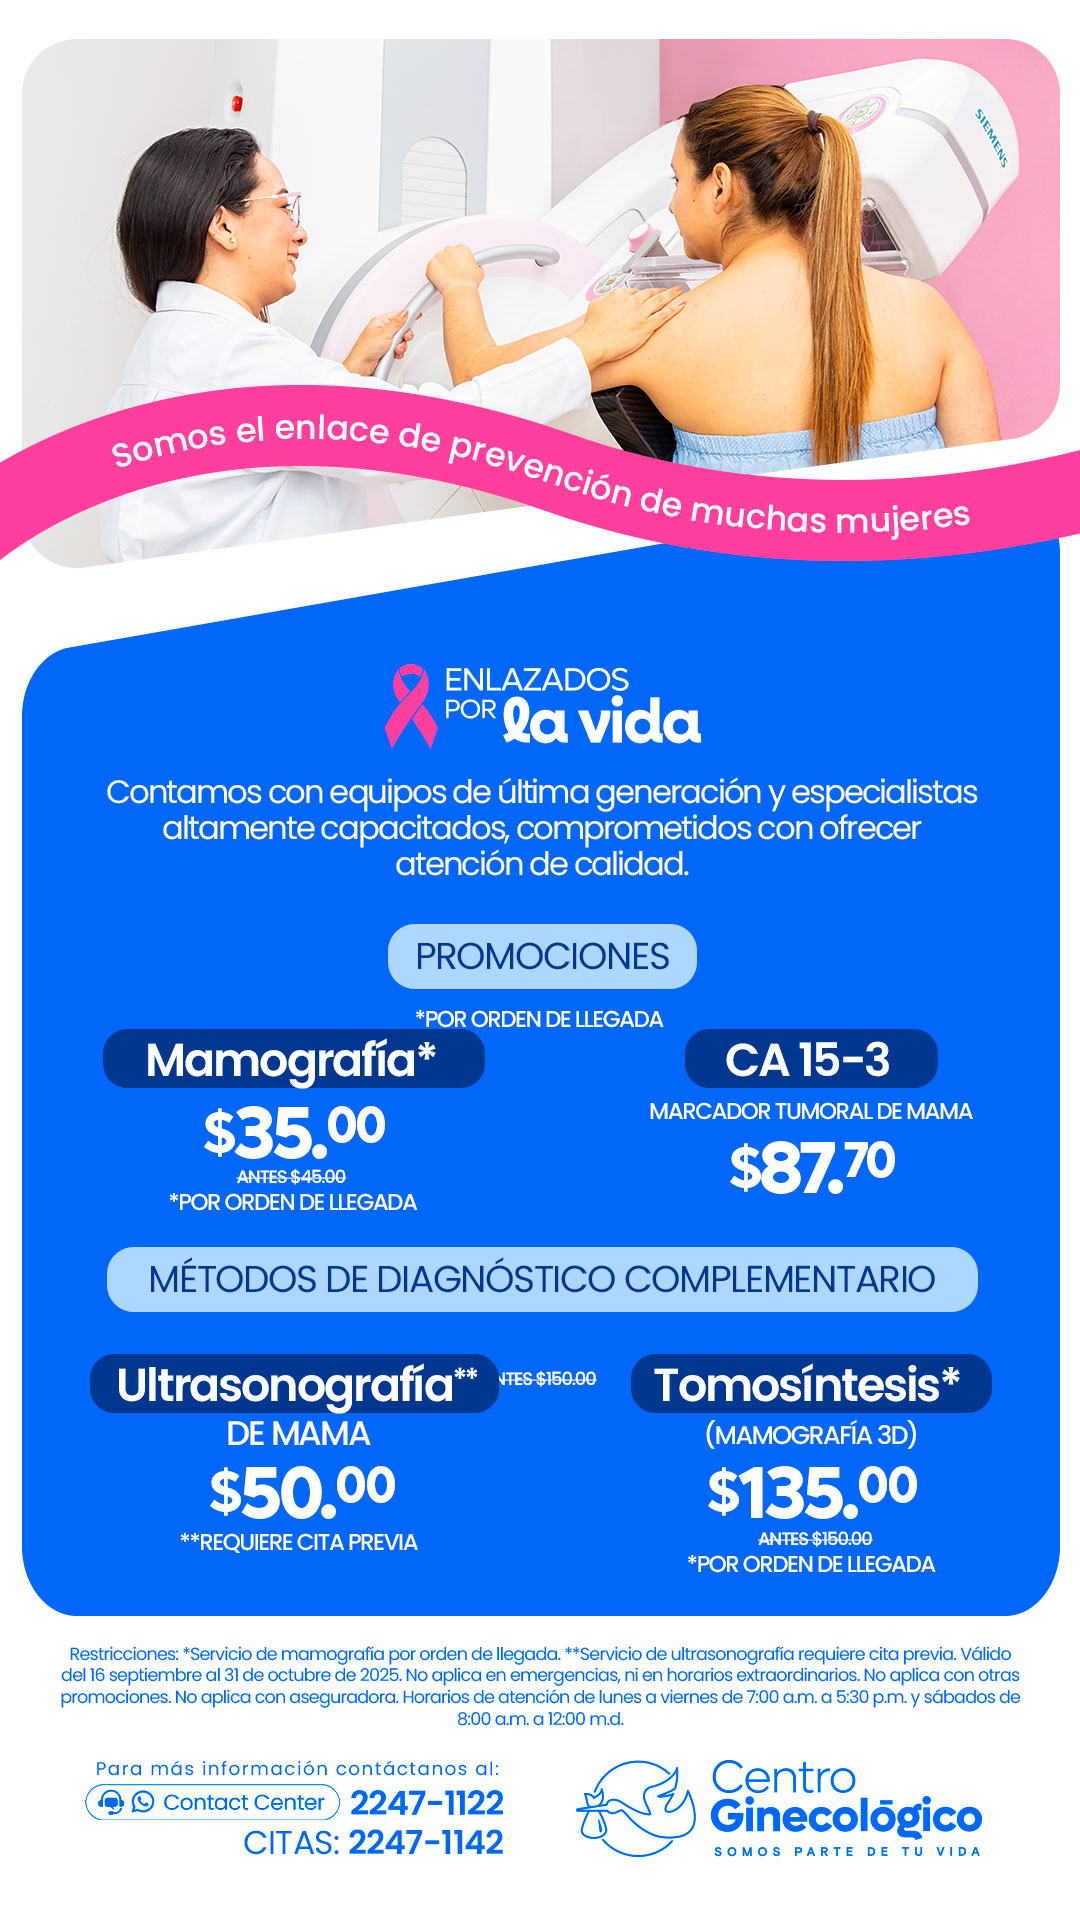 SIEMENS
Somos el enlace de prevención de muchas mujeres
ENLAZADOS
POR la vida
Contamos con equipos de última generación y especialistas
altamente capacitados, comprometidos con ofrecer
atención de calidad.
PROMOCIONES
*POR ORDEN DE LLEGADA
Mamografía*
$35.00
ANTES $45.00
*POR ORDEN DE LLEGADA
CA 15-3
MARCADOR TUMORAL DE MAMA
$87.70
MÉTODOS DE DIAGNÓSTICO COMPLEMENTARIO
Ultrasonografía**
DE MAMA
$50.00
**REQUIERE CITA PREVIA
$150.00
Tomosíntesis*
(MAMOGRAFÍA 3D)
$135.00
ANTES $150.00
*POR ORDEN DE LLEGADA
Restricciones: *Servicio de mamografía por orden de llegada. **Servicio de ultrasonografía requiere cita previa. Válido
del 16 septiembre al 31 de octubre de 2025. No aplica en emergencias, ni en horarios extraordinarios. No aplica con otras
promociones. No aplica con aseguradora. Horarios de atención de lunes a viernes de 7:00 a.m. a 5:30 p.m. y sábados de
8:00 a.m. a 12:00 m.d.
Para más información contáctanos al:
Contact Center 2247-1122
CITAS: 2247-1142
Centro
Ginecológico
SOMOS PARTE DE TU VIDA